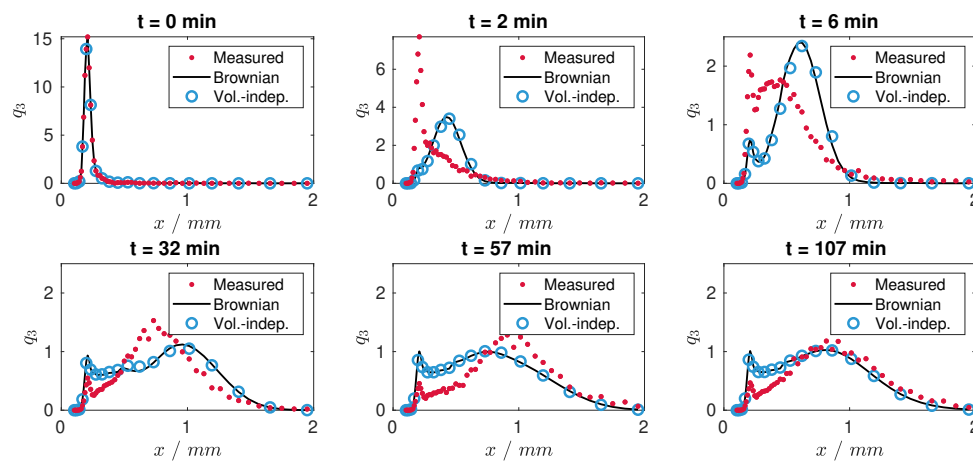 t = 0 min
15
10
5
0
q3
0 1 2
x / mm
Measured
Brownian
Vol.-indep.
t = 2 min
6
4
2
0
q3
0 1 2
x / mm
Measured
Brownian
Vol.-indep.
t = 6 min
2
1
0
q3
0 1 2
x / mm
Measured
Brownian
Vol.-indep.
t = 32 min
2
1
0
q3
0 1 2
x / mm
Measured
Brownian
Vol.-indep.
t = 57 min
2
1
0
q3
0 1 2
x / mm
Measured
Brownian
Vol.-indep.
t = 107 min
2
1
0
q3
0 1 2
x / mm
Measured
Brownian
Vol.-indep.